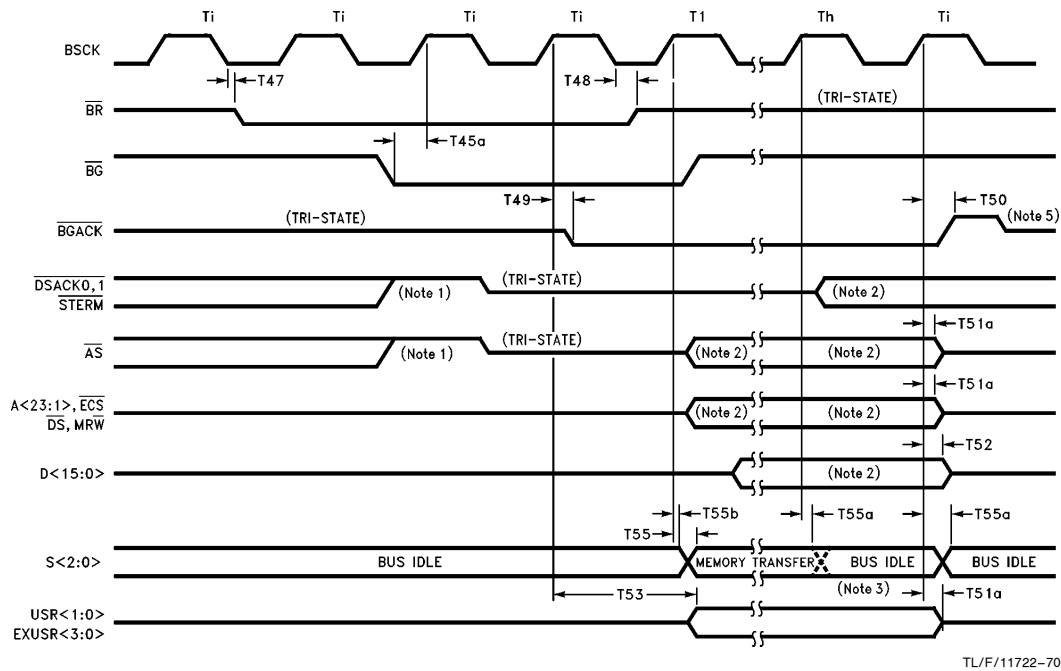 Ti Ti Ti Ti T1 Th Ti
BSCK
T47 T48
BR (TRI-STATE)
T45a
BG
T49 T50
BGACK (TRI-STATE) (Note 5)
DSACK0,1 (Note 1) (TRI-STATE) (Note 2)
STERM
T51a
AS (Note 1) (TRI-STATE) (Note 2) (Note 2)
T51a
A<23:1>, ECS (Note 2) (Note 2)
DS, MRW
T52
D<15:0> (Note 2)
T55b T55a T55a
T55
S<2:0> BUS IDLE MEMORY TRANSFER BUS IDLE BUS IDLE
(Note 3)
T53 T51a
USR<1:0>
EXUSR<3:0>
TL/F/11722–70